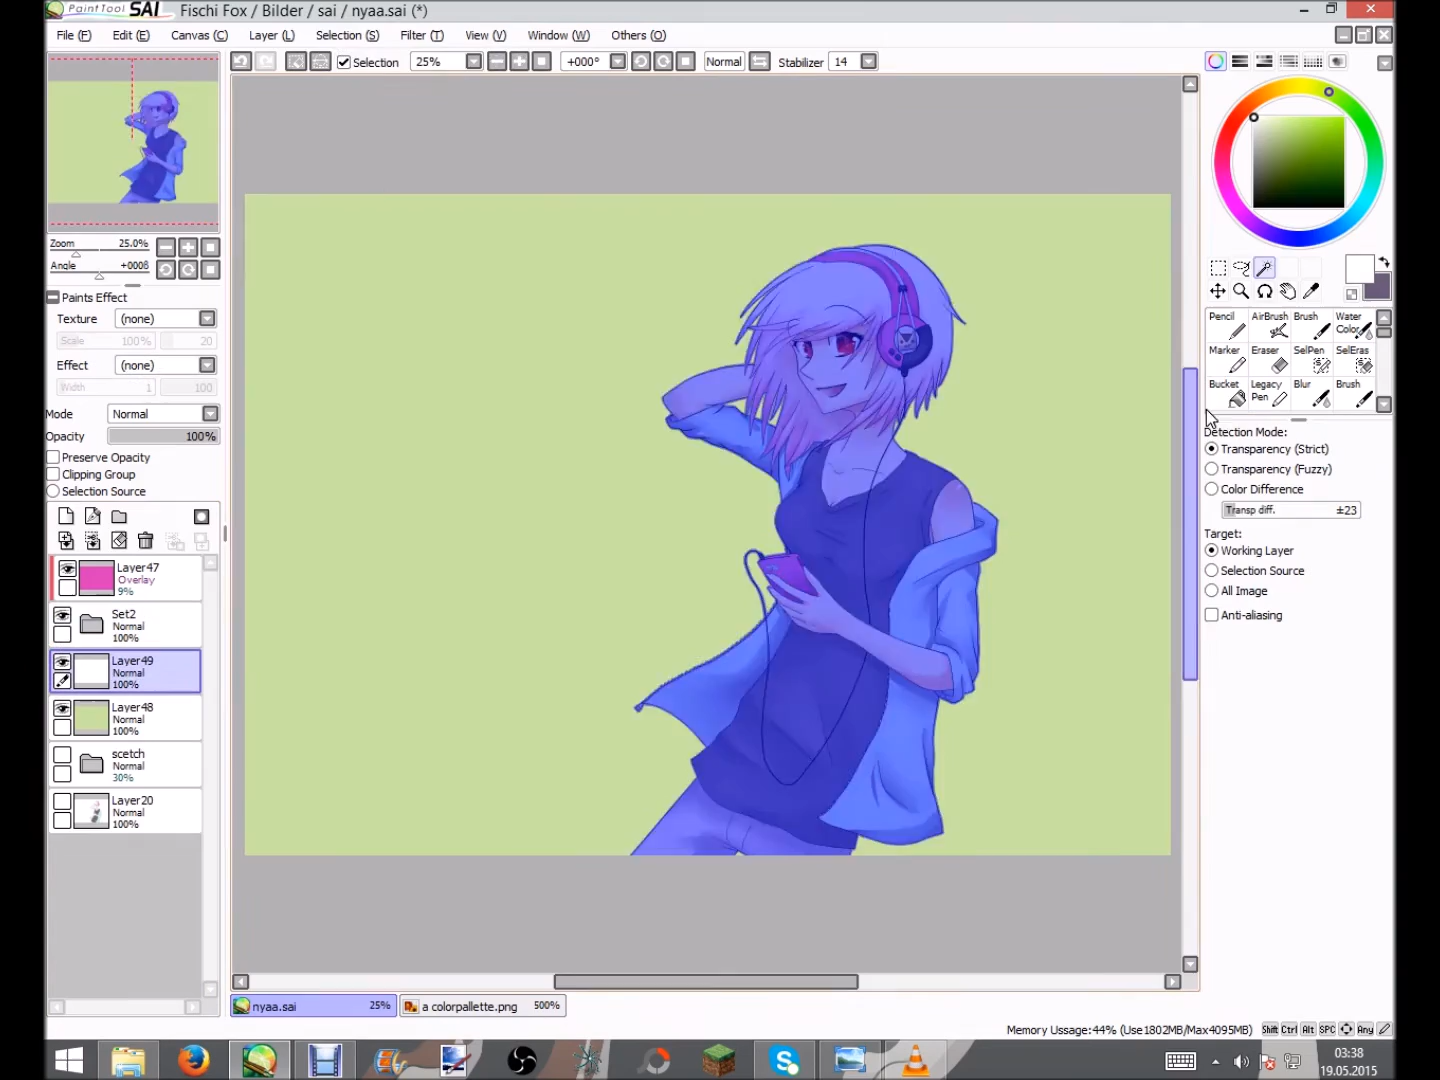 PaintTool SAI Fischi Fox / Bilder / sai / nyaa.sai (*)
File (F) Edit (E) Canvas (C) Layer (L) Selection (S) Filter (T) View (V) Window (W) Others (O)
Selection 25% +000° Normal Stabilizer 14
Zoom 25.0%
Angle +000ß
Paints Effect
Texture (none)
Scale 100% 20
Effect (none)
Width 1 100
Mode Normal
Opacity 100%
Preserve Opacity
Clipping Group
Selection Source
Layer47
Overlay
9%
Set2
Normal
100%
Layer49
Normal
100%
Layer48
Normal
100%
scetch
Normal
30%
Layer20
Normal
100%
Pencil AirBrush Brush Water Color
Marker Eraser SelPen SelEras
Bucket Legacy Pen Blur Brush
Detection Mode:
Transparency (Strict)
Transparency (Fuzzy)
Color Difference
Transp diff. ±23
Target:
Working Layer
Selection Source
All Image
Anti-aliasing
nyaa.sai 25% a colorpallette.png 500%
Memory Ussage:44% (Use1802MB/Max4095MB) Shift Ctrl Alt SPC Any
03:38
19.05.2015